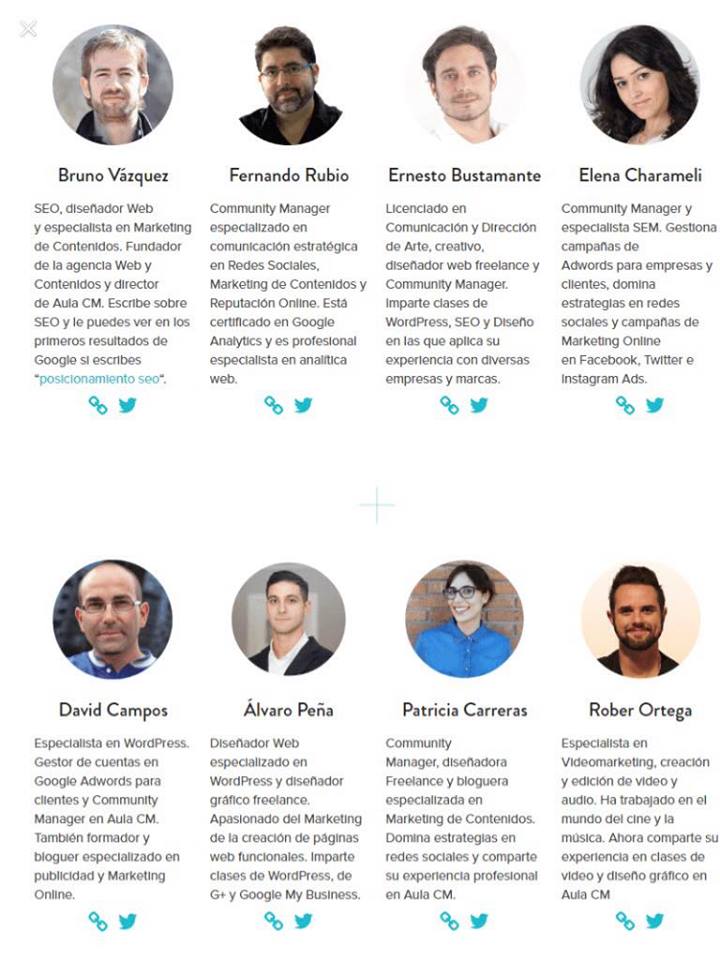 Bruno Vázquez
SEO, diseñador Web
y especialista en Marketing
de Contenidos. Fundador
de la agencia Web y
Contenidos y director
de Aula CM. Escribe sobre
SEO y le puedes ver en los
primeros resultados de
Google si escribes
“posicionamiento seo“.
Fernando Rubio
Community Manager
especializado en
comunicación estratégica
en Redes Sociales,
Marketing de Contenidos y
Reputación Online. Está
certificado en Google
Analytics y es profesional
especialista en analítica
web.
Ernesto Bustamante
Licenciado en
Comunicación y Dirección
de Arte, creativo,
diseñador web freelance y
Community Manager.
Imparte clases de
WordPress, SEO y Diseño
en las que aplica su
experiencia con diversas
empresas y marcas.
Elena Charameli
Community Manager y
especialista SEM. Gestiona
campañas de
Adwords para empresas y
clientes, domina
estrategias en redes
sociales y campañas de
Marketing Online
en Facebook, Twitter e
Instagram Ads.
David Campos
Especialista en WordPress.
Gestor de cuentas en
Google Adwords para
clientes y Community
Manager en Aula CM.
También formador y
bloguer especializado en
publicidad y Marketing
Online.
Álvaro Peña
Diseñador Web
especializado en
WordPress y diseñador
gráfico freelance.
Apasionado del Marketing
de la creación de páginas
web funcionales. Imparte
clases de WordPress, de
G+ y Google My Business.
Patricia Carreras
Community
Manager, diseñadora
Freelance y bloguera
especializada en
Marketing de Contenidos.
Domina estrategias en
redes sociales y comparte
su experiencia profesional
en Aula CM.
Rober Ortega
Especialista en
Videomarketing, creación
y edición de video y
audio. Ha trabajado en el
mundo del cine y la
música. Ahora comparte su
experiencia en clases de
video y diseño gráfico en
Aula CM